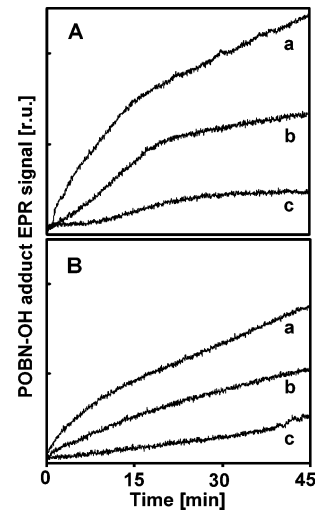 A
a
b
c
B
a
b
c
POBN-OH adduct EPR signal [r.u.]
0 15 30 45
Time [min]